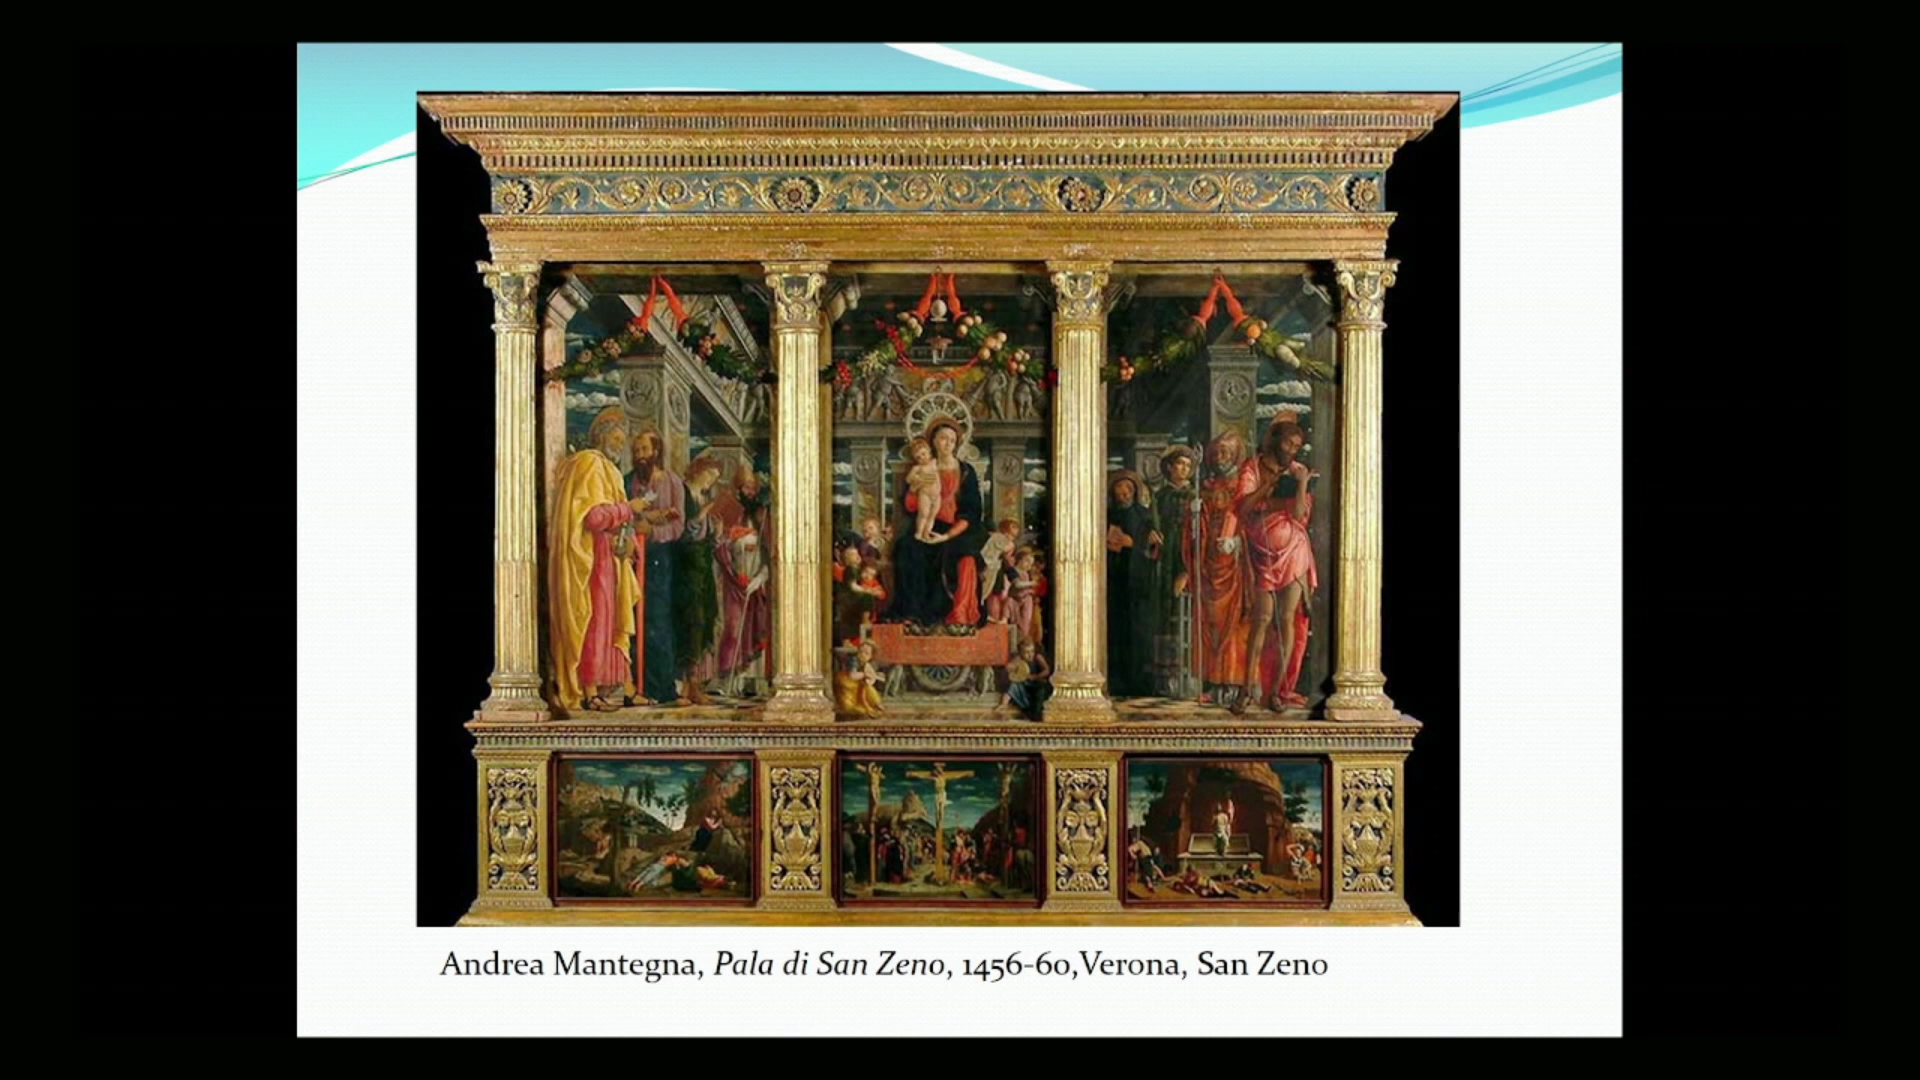 Andrea Mantegna, Pala di San Zeno, 1456-60,Verona, San Zeno